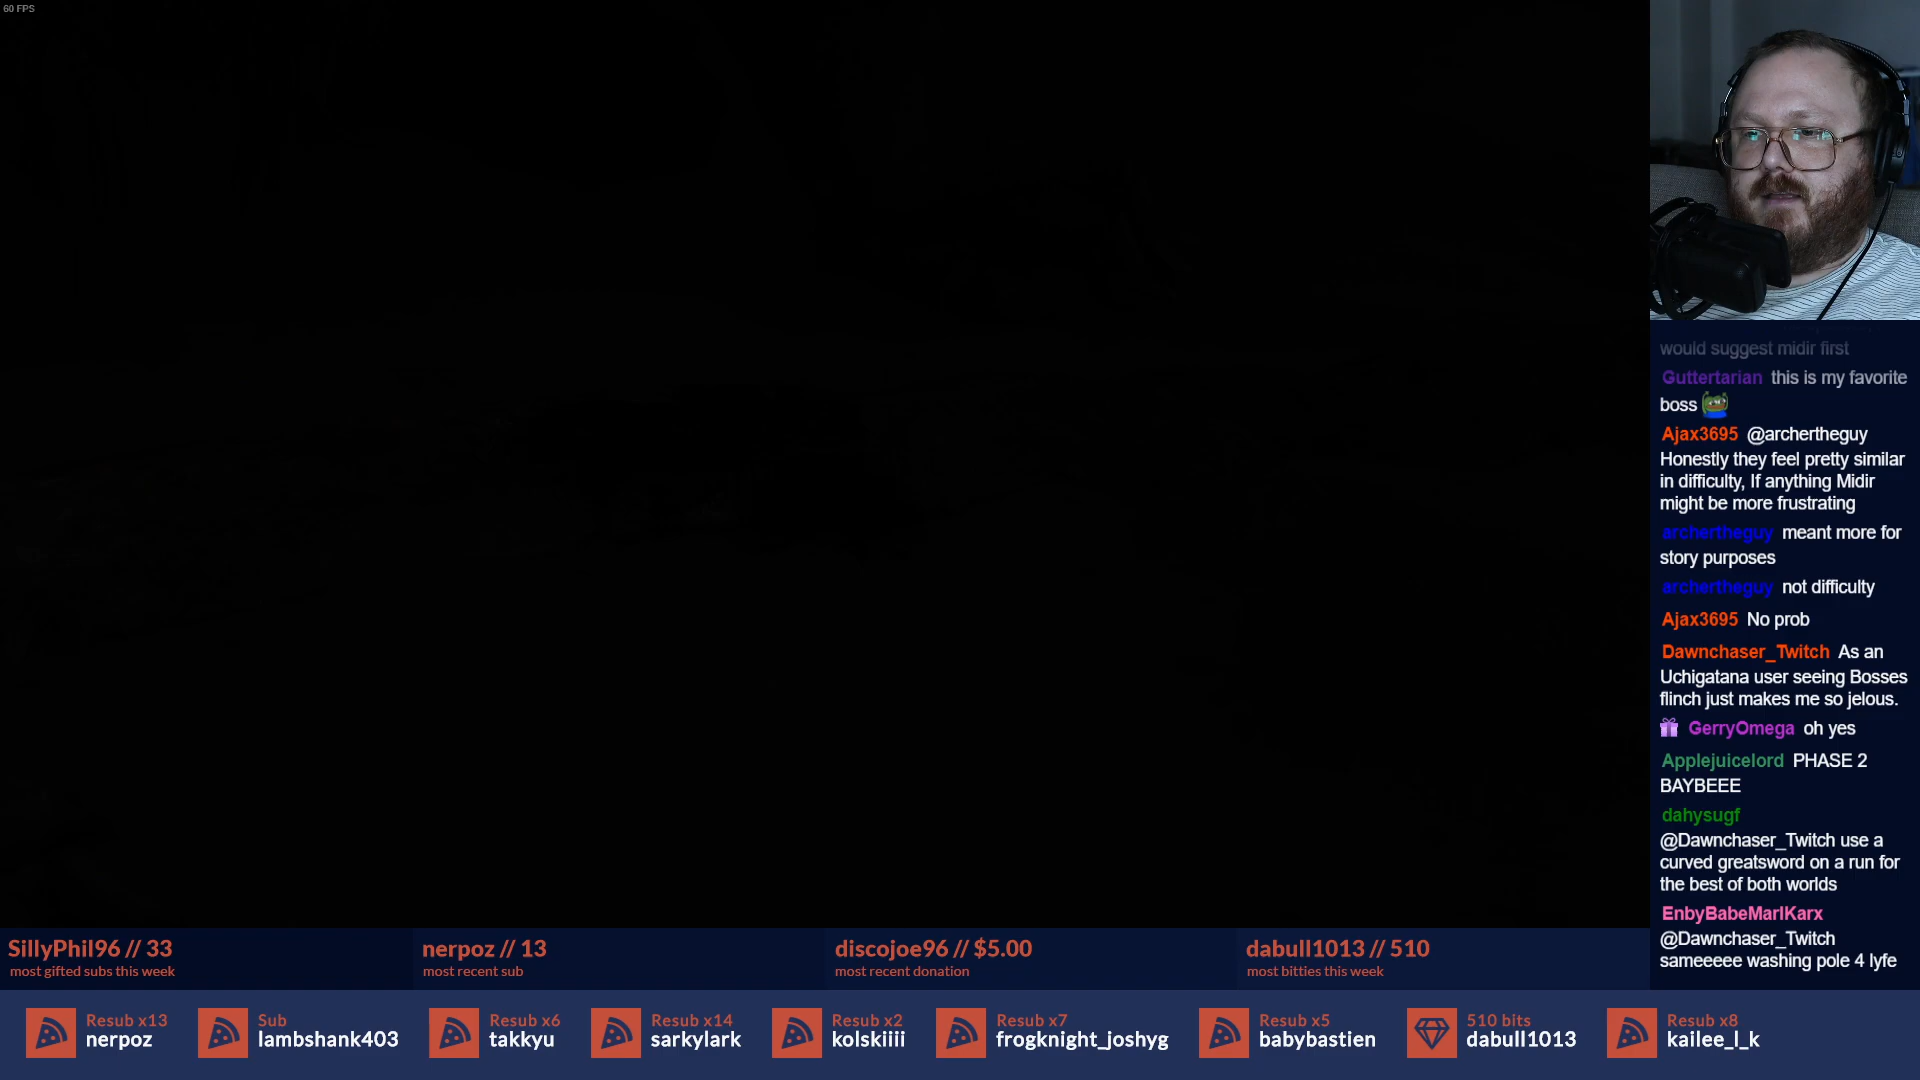 60 FPS
would suggest midir first
Guttertarian this is my favorite
boss
Ajax3695 @archertheguy
Honestly they feel pretty similar
in difficulty, If anything Midir
might be more frustrating
archertheguy meant more for
story purposes
archertheguy not difficulty
Ajax3695 No prob
Dawnchaser_Twitch As an
Uchigatana user seeing Bosses
flinch just makes me so jelous.
GerryOmega oh yes
Applejuicelord PHASE 2
BAYBEEE
dahysugf
@Dawnchaser_Twitch use a
curved greatsword on a run for
the best of both worlds
EnbyBabeMarlKarx
@Dawnchaser_Twitch
sameeeee washing pole 4 lyfe
SillyPhil96 // 33
most gifted subs this week
nerpoz // 13
most recent sub
discojoe96 // $5.00
most recent donation
dabull1013 // 510
most bitties this week
Resub x13
nerpoz
Sub
lambshank403
Resub x6
takkyu
Resub x14
sarkylark
Resub x2
kolskiiii
Resub x7
frogknight_joshyg
Resub x5
babybastien
510 bits
dabull1013
Resub x8
kailee_l_k